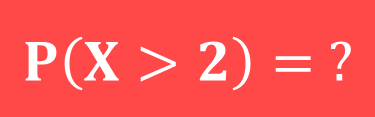 P(X > 2) = ?